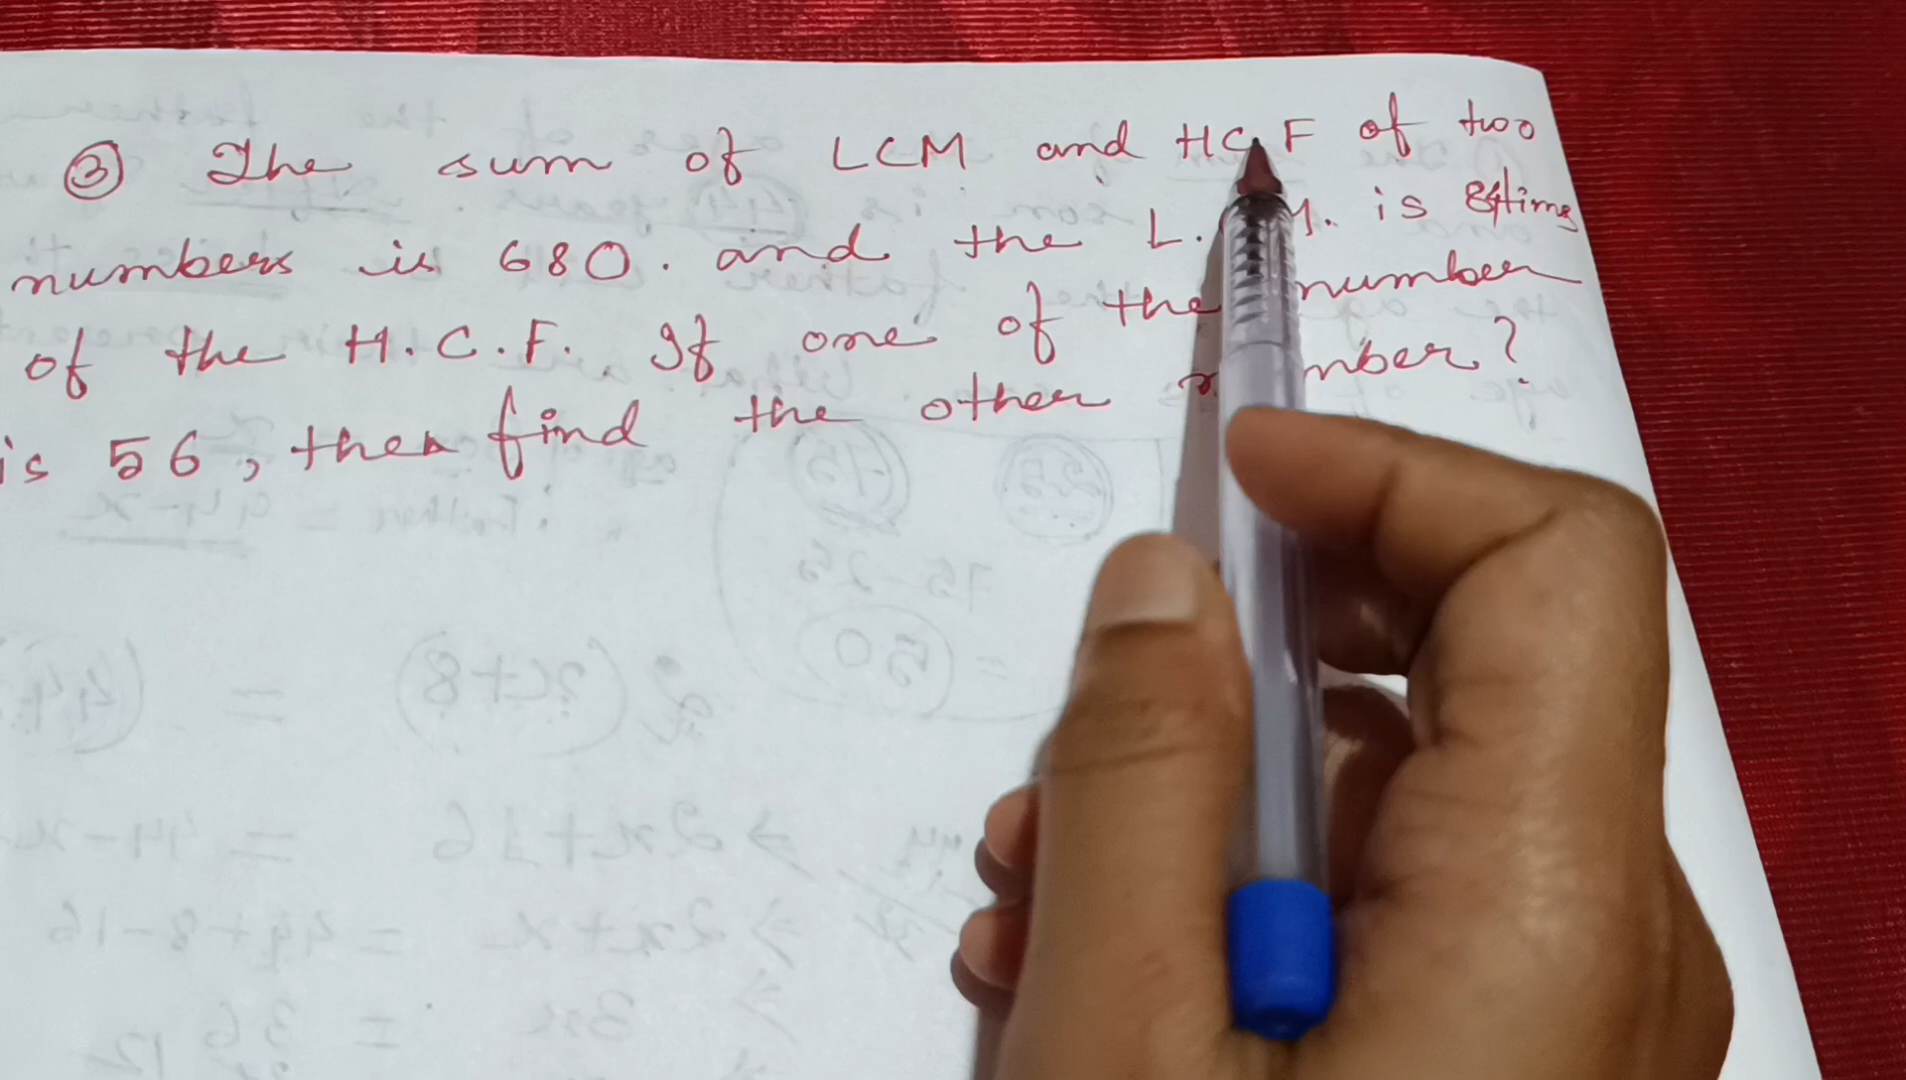 ③ The sum of LCM and HCF of two
numbers is 680. and the L. M. is 84times
of the H.C.F. If one of the number
is 56, then find the other mber?